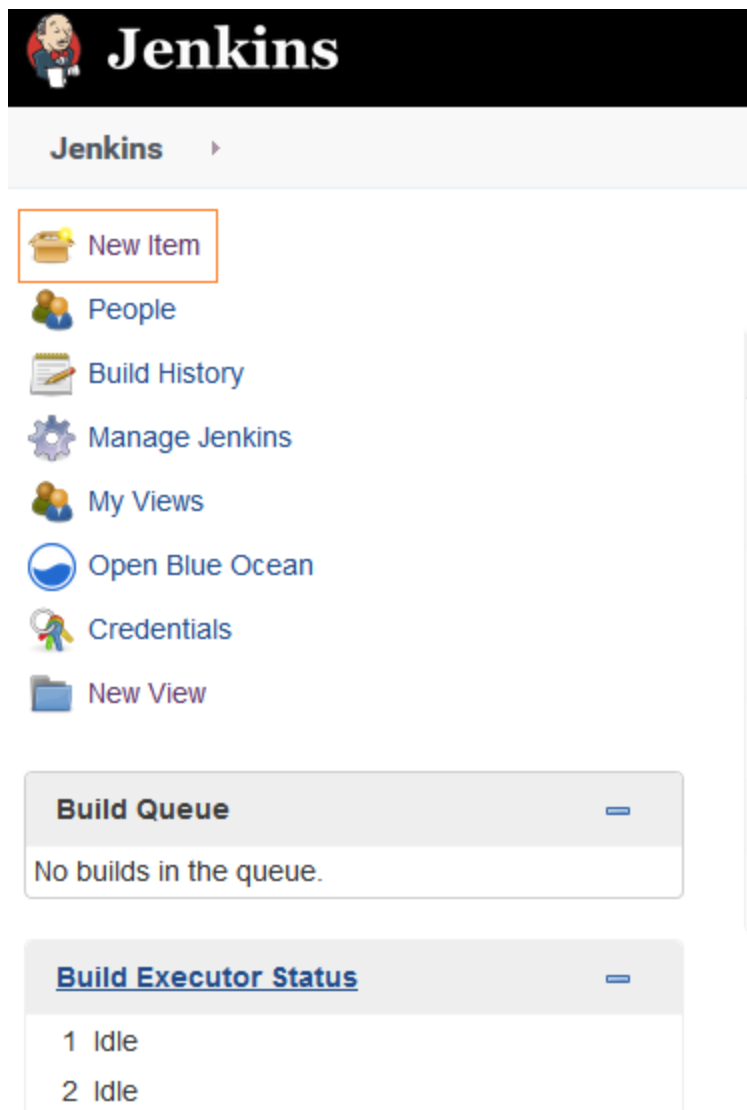 Jenkins
Jenkins
New Item
People
Build History
Manage Jenkins
My Views
Open Blue Ocean
Credentials
New View
Build Queue
No builds in the queue.
Build Executor Status
1 Idle
2 Idle